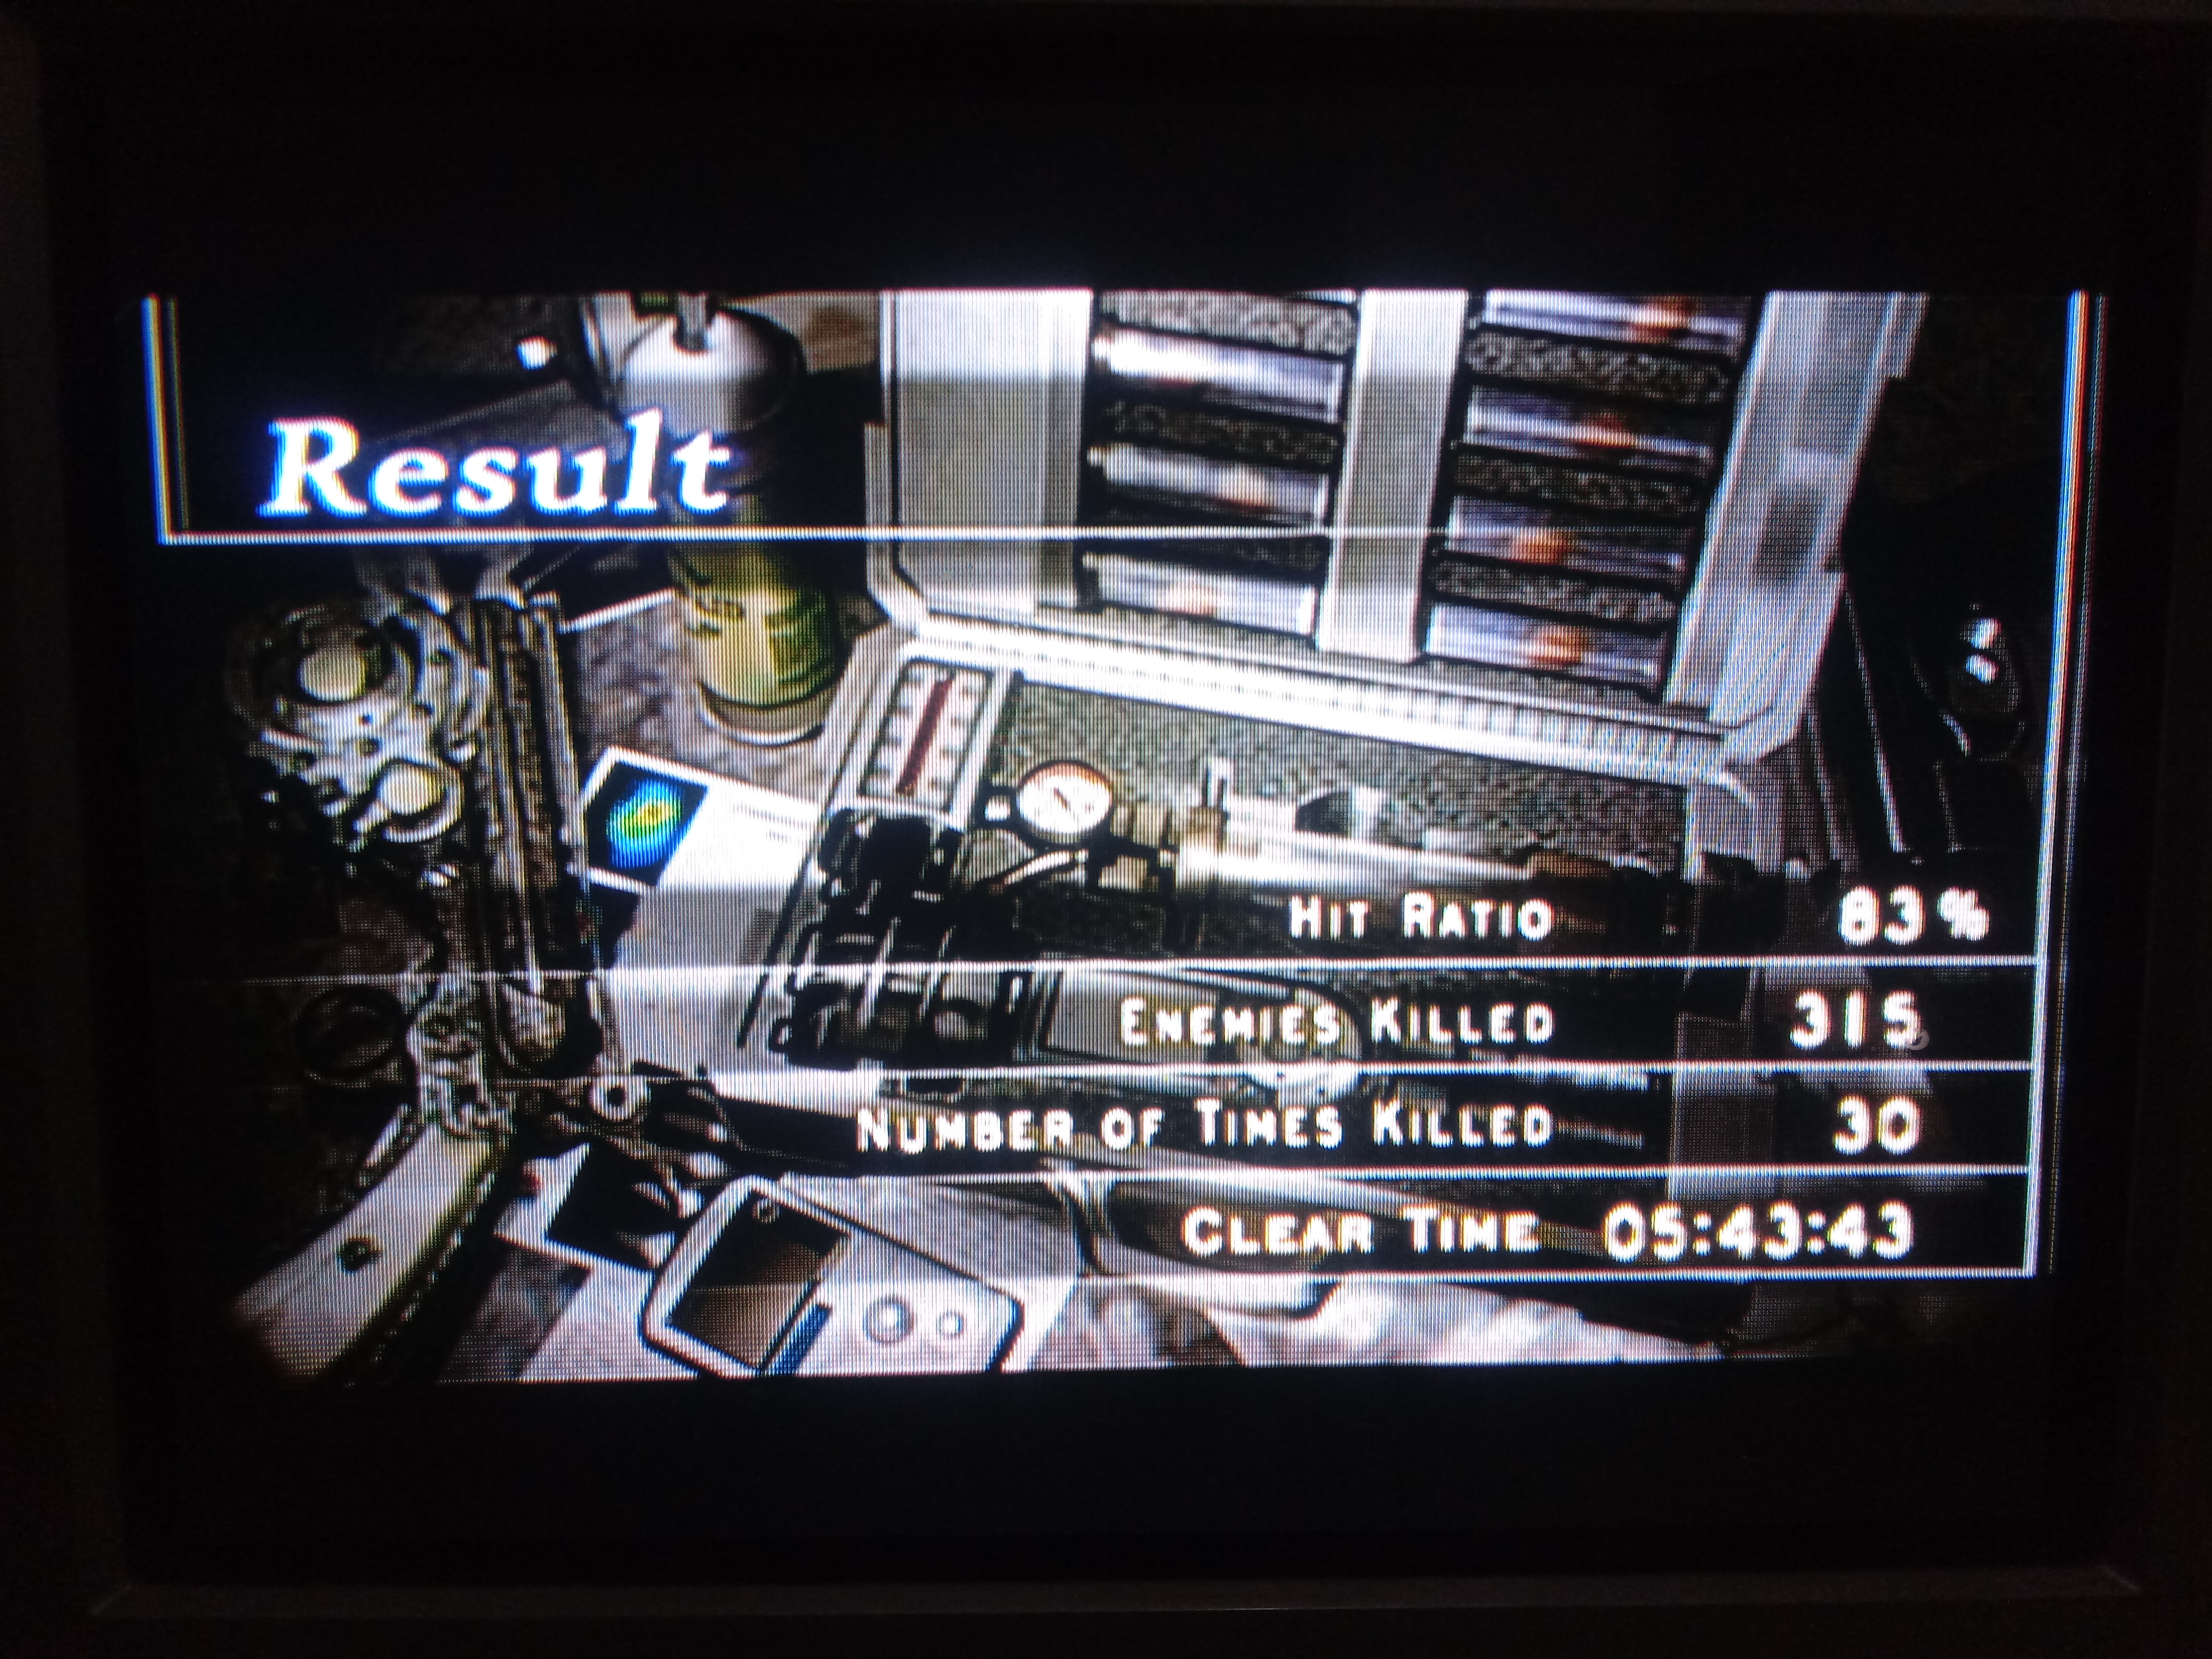 Result
Hit Ratio 83%
Enemies Killed 315
Number of Times Killed 30
Clear Time 05:43:43